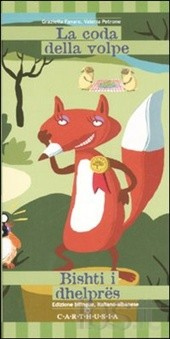 Graziella Favaro, Valeria Petrone
La coda
della volpe
Bishti i
dhelprës
Edizione bilingue, italiano-albanese
CARTHUSIA